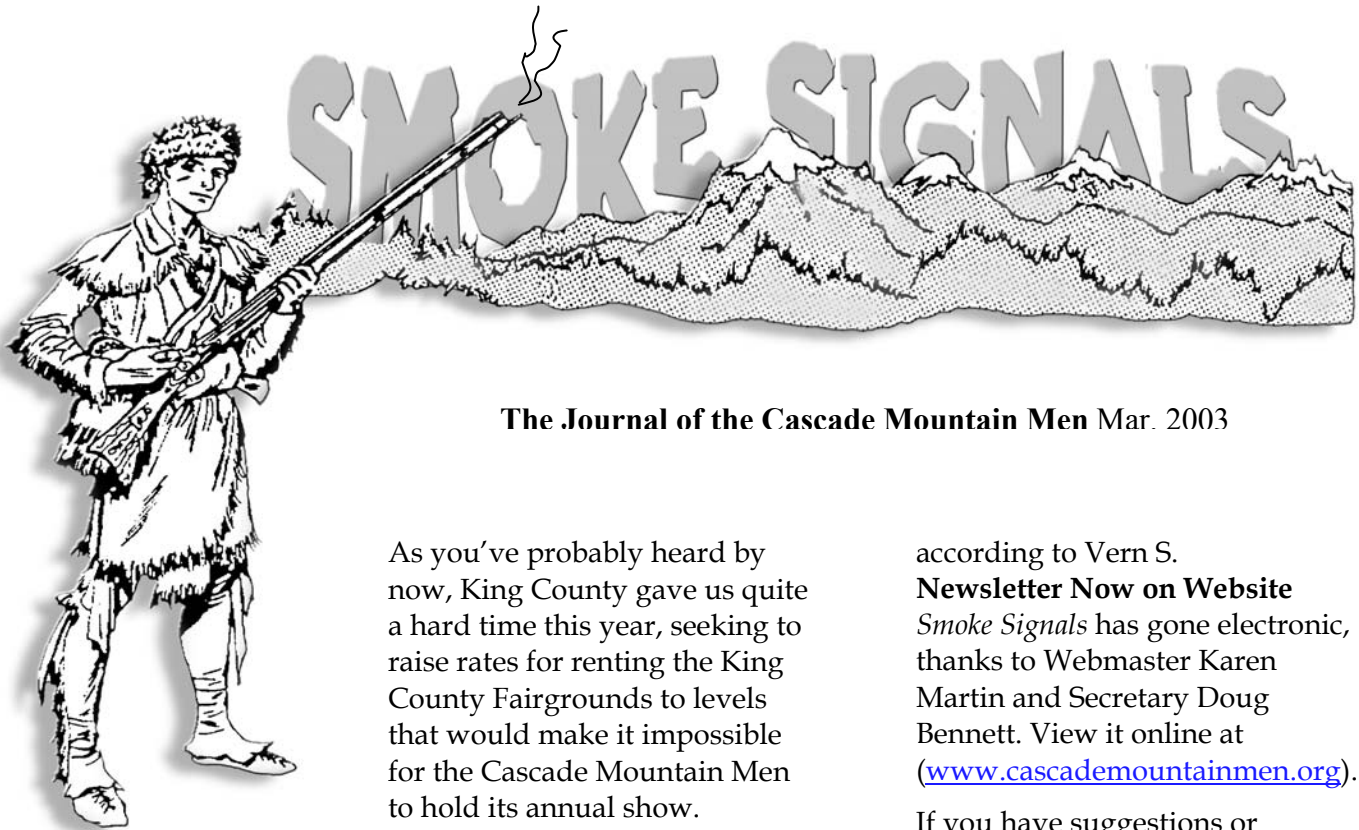 SMOKE SIGNALS
The Journal of the Cascade Mountain Men Mar. 2003
As you’ve probably heard by
now, King County gave us quite
a hard time this year, seeking to
raise rates for renting the King
County Fairgrounds to levels
that would make it impossible
for the Cascade Mountain Men
to hold its annual show.
according to Vern S.
Newsletter Now on Website
Smoke Signals has gone electronic,
thanks to Webmaster Karen
Martin and Secretary Doug
Bennett. View it online at
(www.cascademountainmen.org).
If you have suggestions or